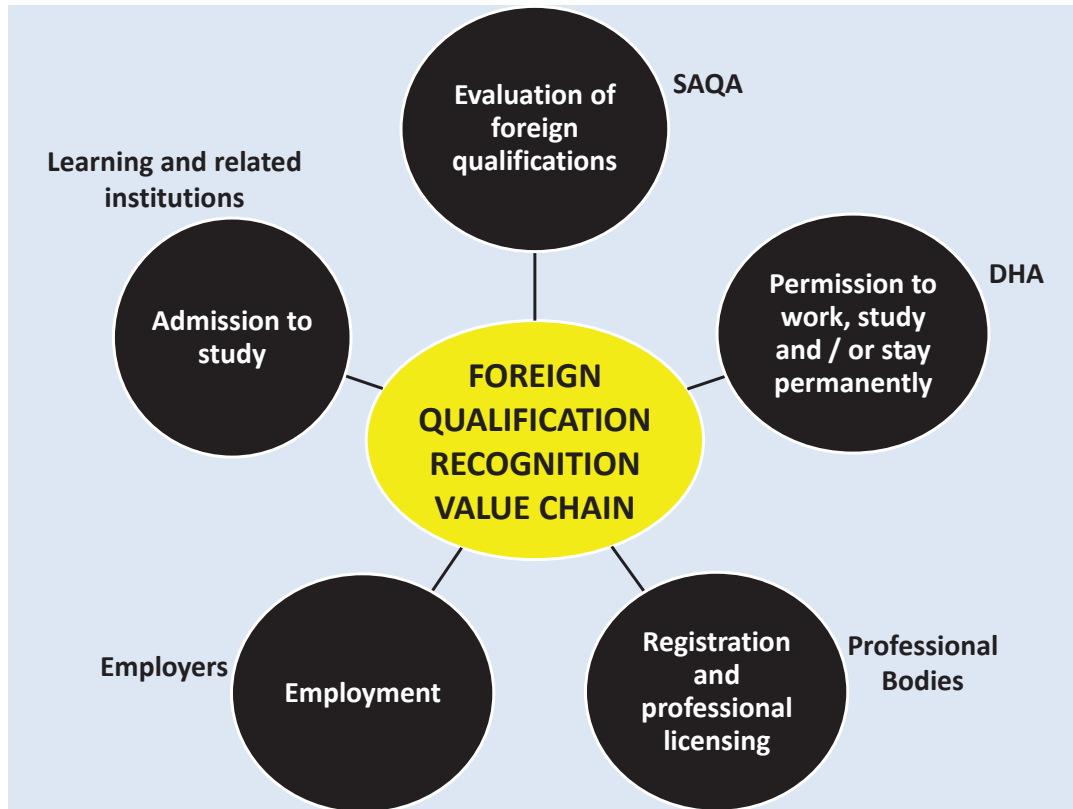 Evaluation of
foreign
qualifications
SAQA
Learning and related
institutions
Admission to
study
Permission to
work, study
and / or stay
permanently
DHA
FOREIGN
QUALIFICATION
RECOGNITION
VALUE CHAIN
Employers
Employment
Registration
and
professional
licensing
Professional
Bodies